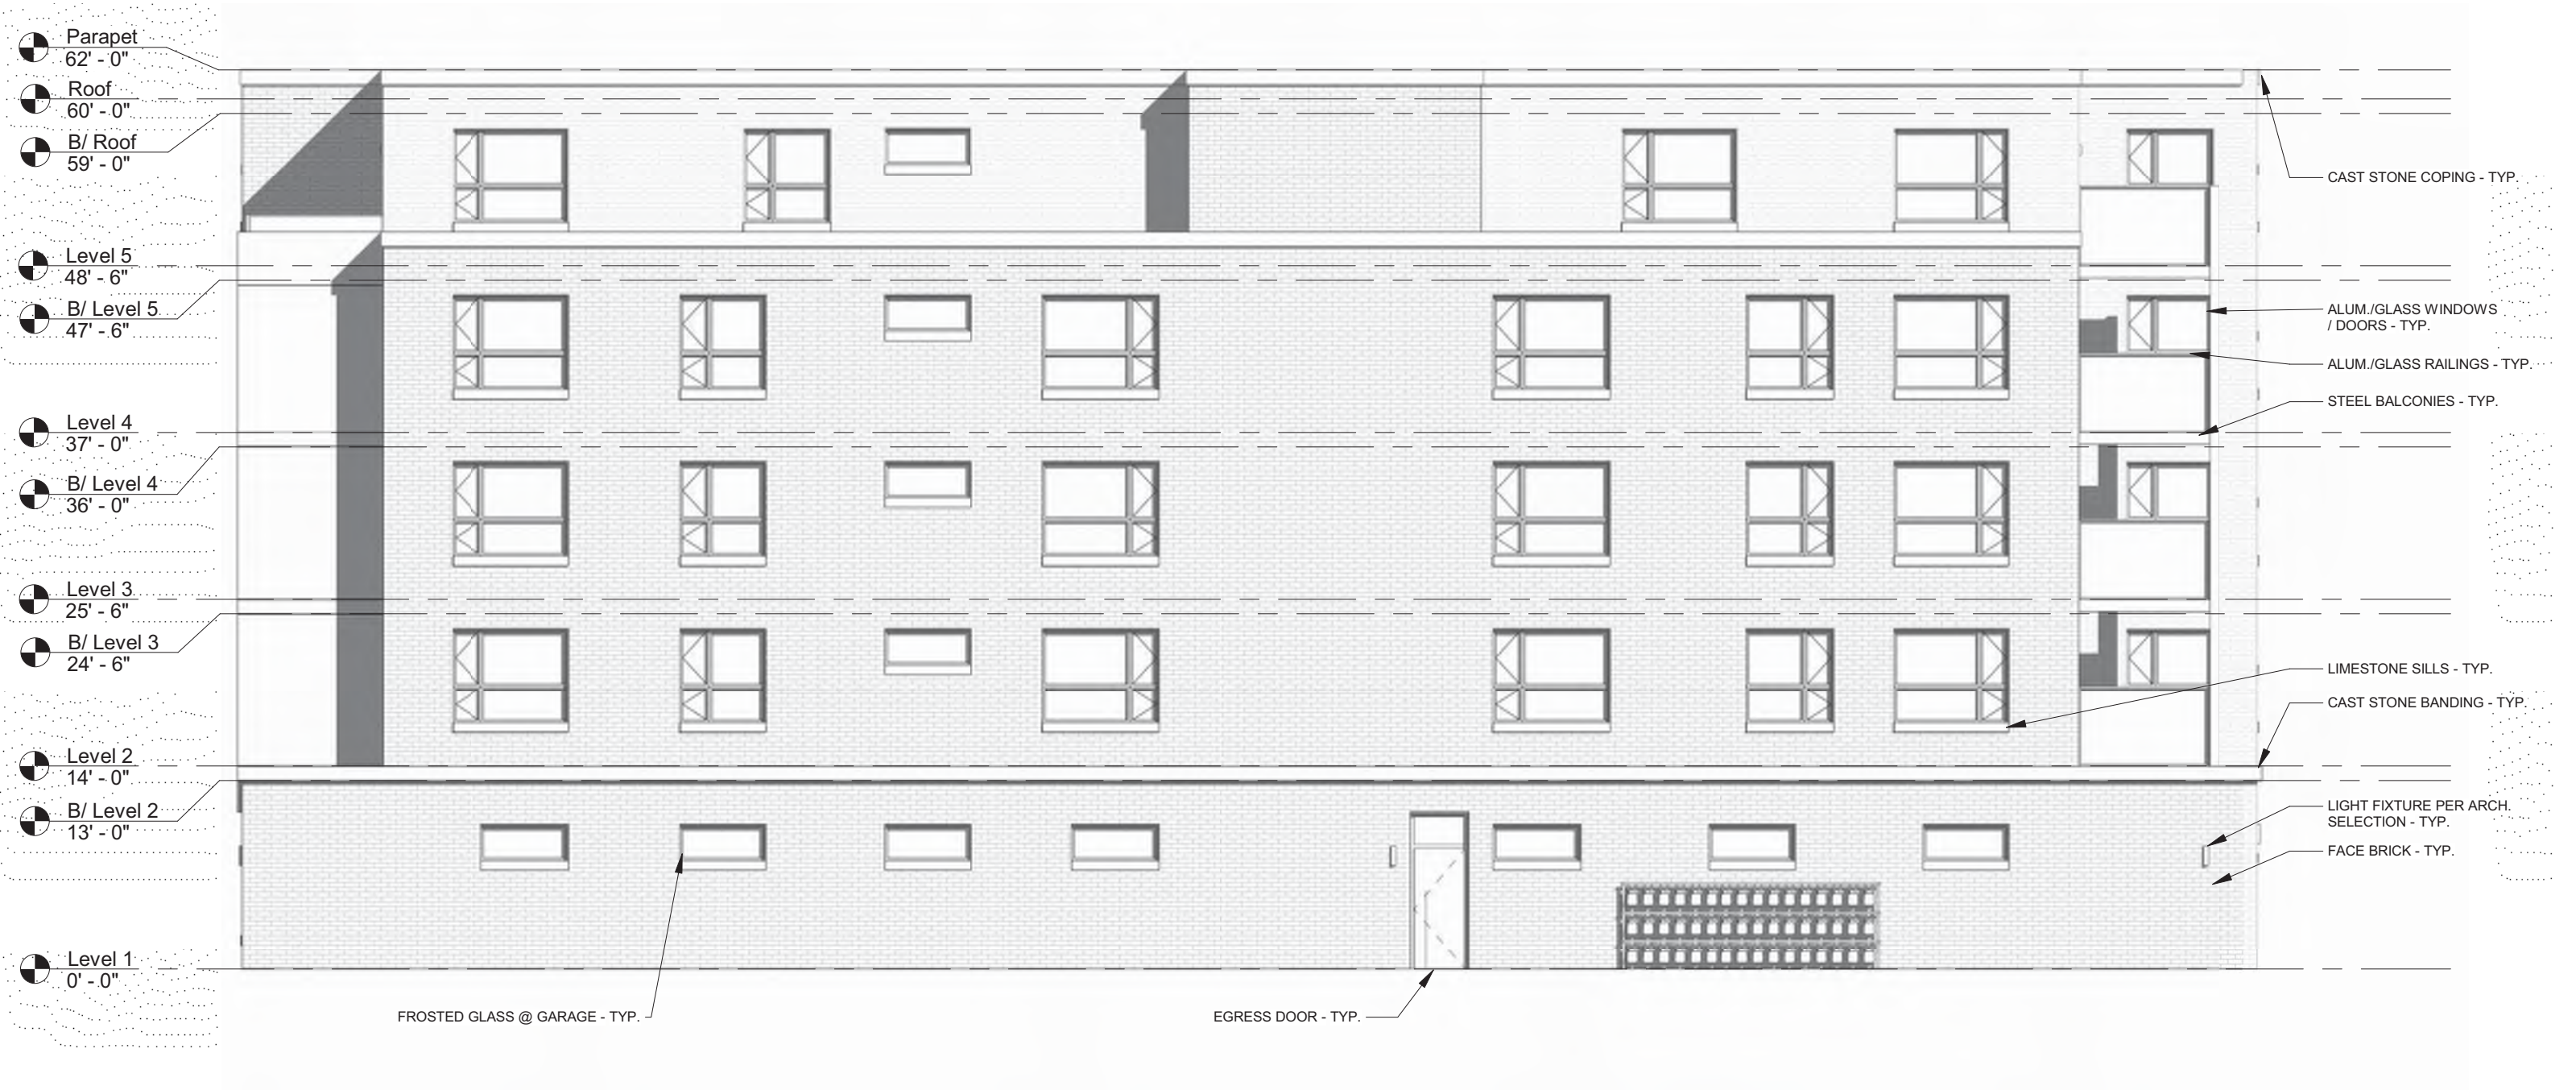 Parapet
62' - 0"
Roof
60' - 0"
B/ Roof
59' - 0"
Level 5
48' - 6"
B/ Level 5
47' - 6"
Level 4
37' - 0"
B/ Level 4
36' - 0"
Level 3
25' - 6"
B/ Level 3
24' - 6"
Level 2
14' - 0"
B/ Level 2
13' - 0"
Level 1
0' - 0"
CAST STONE COPING - TYP.
ALUM./GLASS WINDOWS
/ DOORS - TYP.
ALUM./GLASS RAILINGS - TYP.
STEEL BALCONIES - TYP.
LIMESTONE SILLS - TYP.
CAST STONE BANDING - TYP.
LIGHT FIXTURE PER ARCH.
SELECTION - TYP.
FACE BRICK - TYP.
FROSTED GLASS @ GARAGE - TYP.
EGRESS DOOR - TYP.